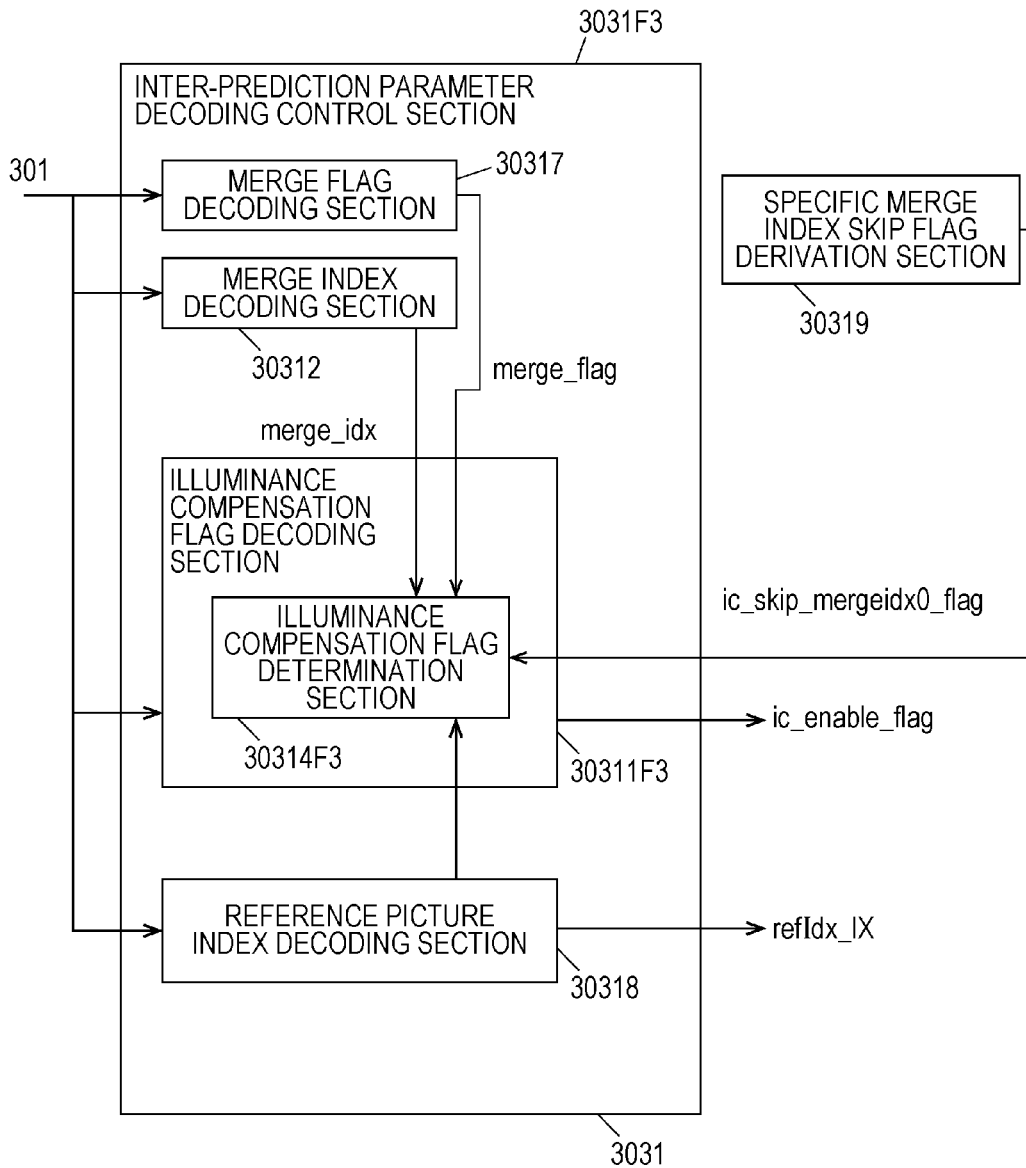 3031F3
INTER-PREDICTION PARAMETER
DECODING CONTROL SECTION
301
MERGE FLAG
DECODING SECTION
30317
SPECIFIC MERGE
INDEX SKIP FLAG
DERIVATION SECTION
30319
MERGE INDEX
DECODING SECTION
30312
merge_flag
merge_idx
ILLUMINANCE
COMPENSATION
FLAG DECODING
SECTION
ILLUMINANCE
COMPENSATION FLAG
DETERMINATION
SECTION
ic_skip_mergeidx0_flag
ic_enable_flag
30314F3
30311F3
REFERENCE PICTURE
INDEX DECODING SECTION
refIdx_lX
30318
3031